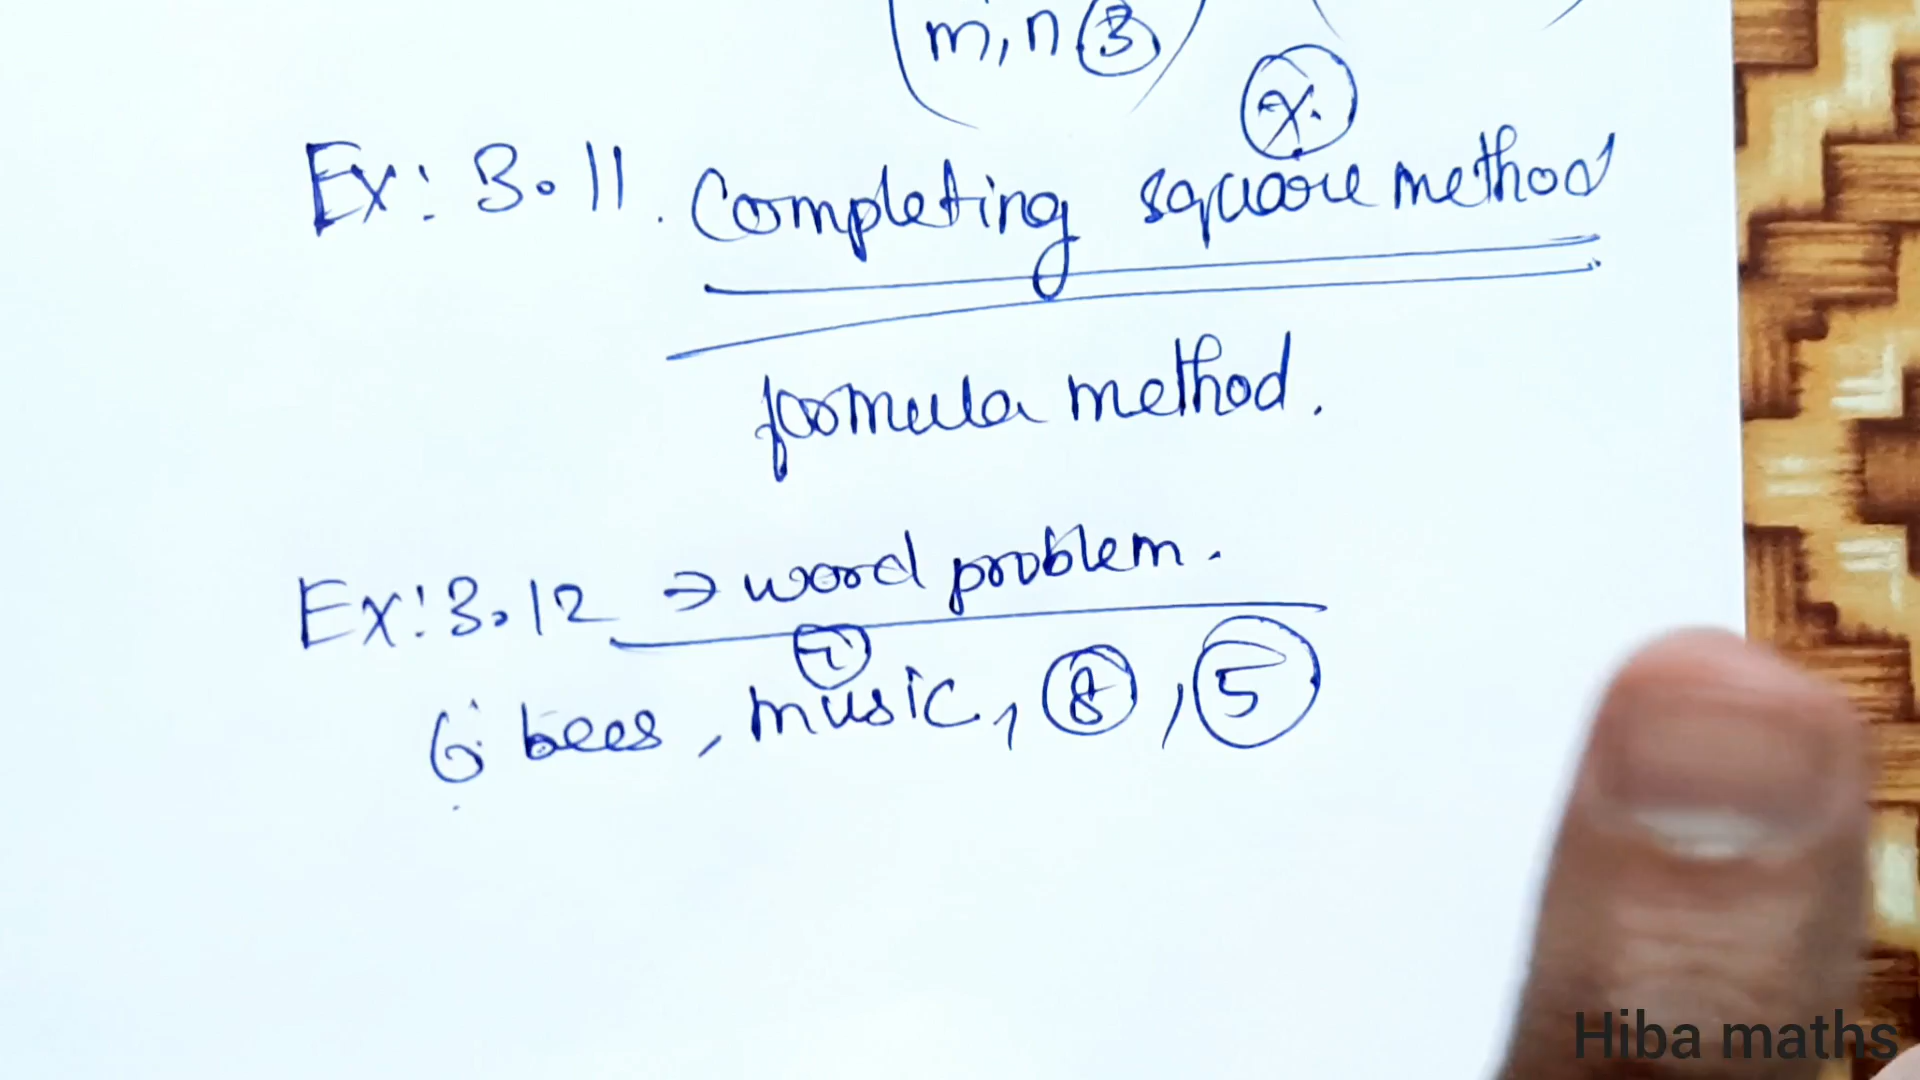 m, n 3
x.
Ex: 3.11. Completing square method
formula method.
Ex: 3.12 → word problem.
7
6 bees, music, 8, 5
Hiba maths